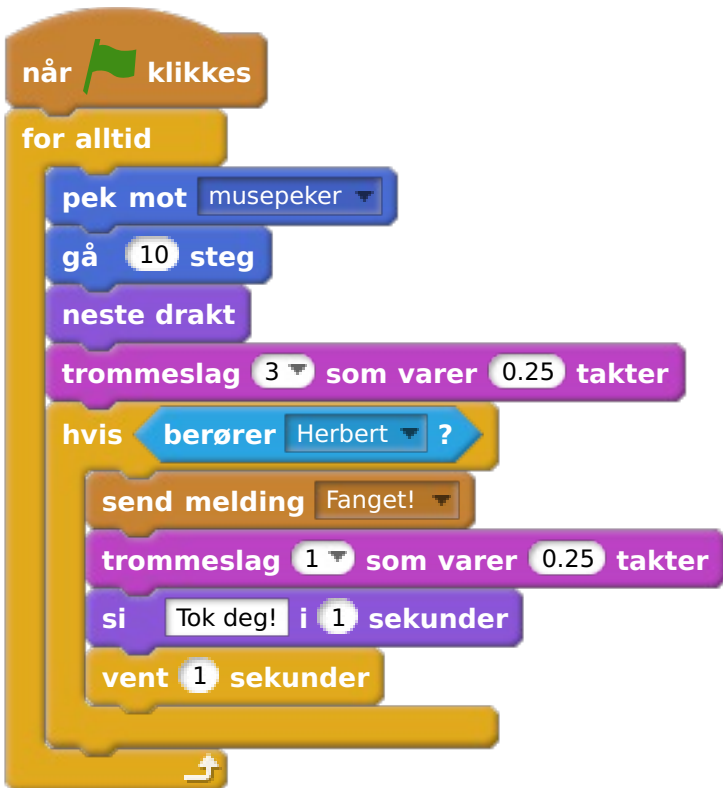 når klikkes
for alltid
pek mot musepeker
gå 10 steg
neste drakt
trommeslag 3 som varer 0.25 takter
hvis berører Herbert ?
send melding Fanget!
trommeslag 1 som varer 0.25 takter
si Tok deg! i 1 sekunder
vent 1 sekunder